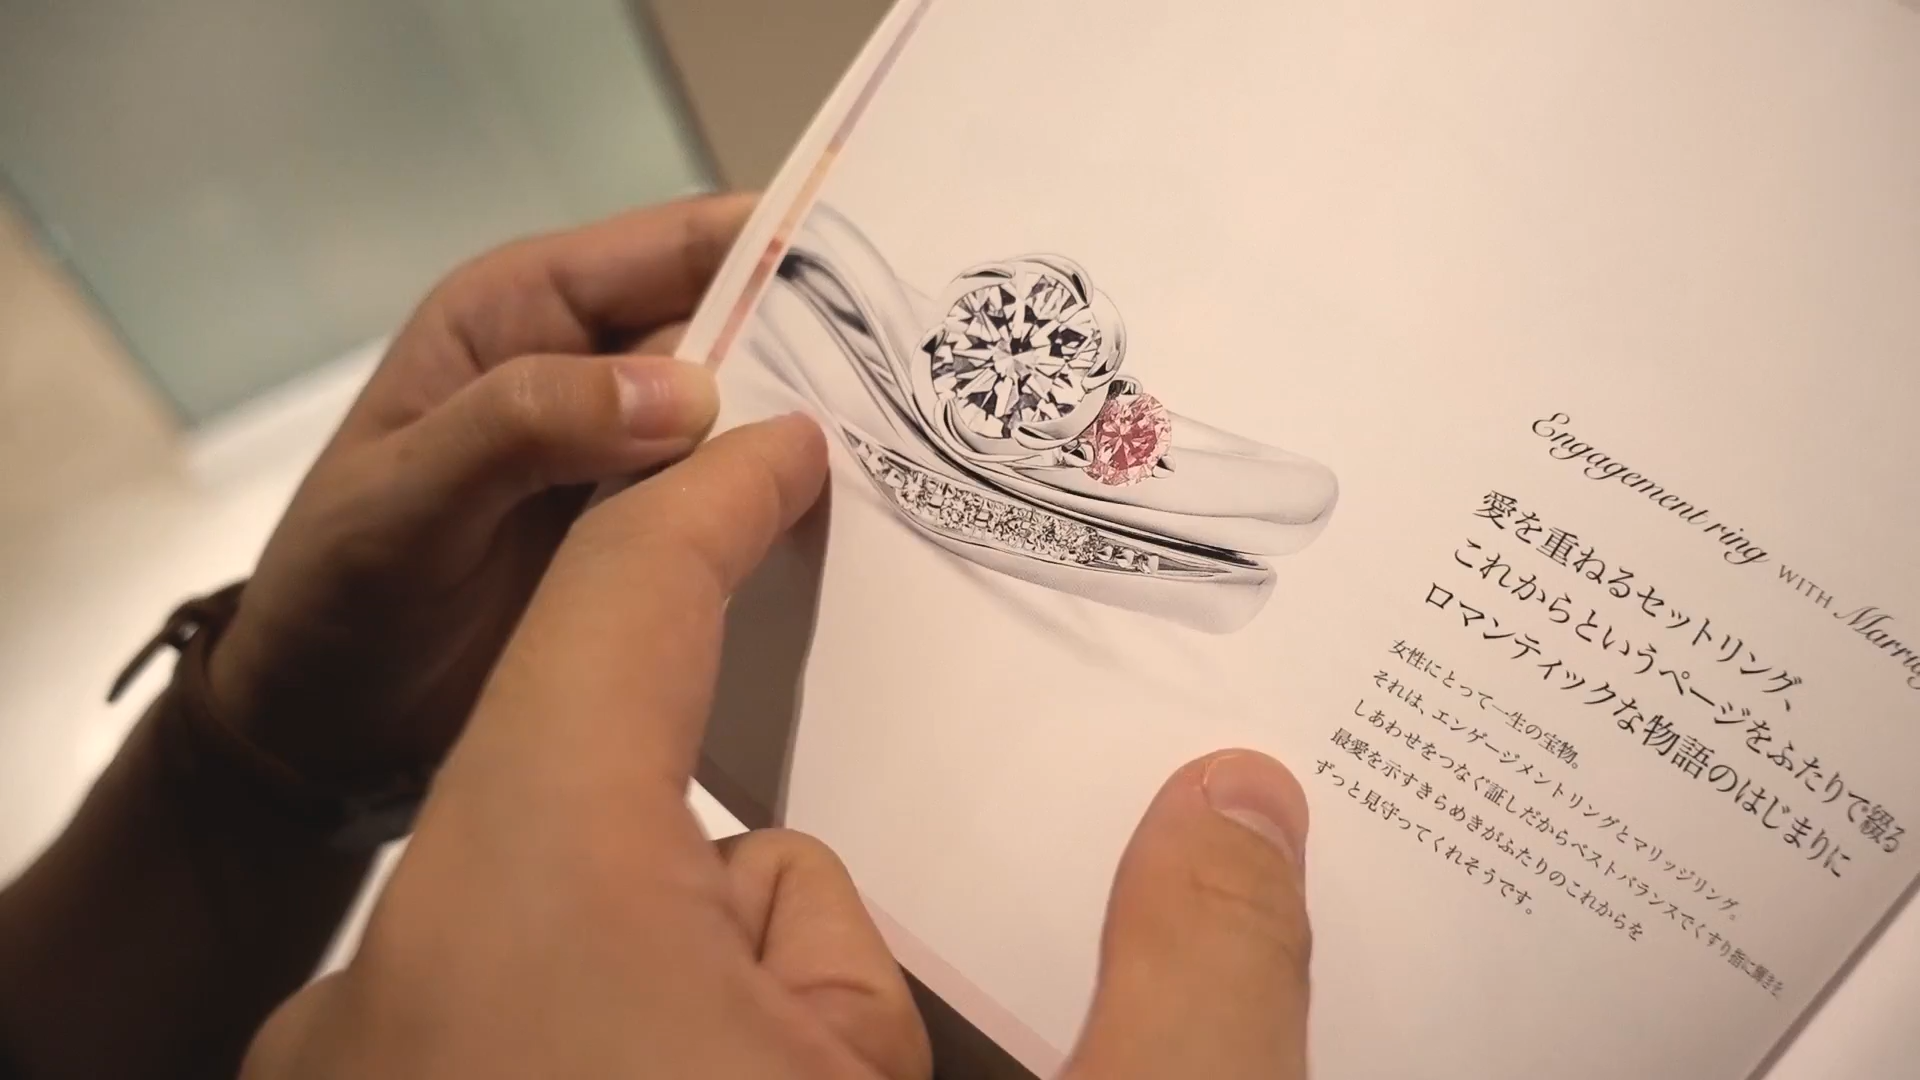 Engagement ring WITH
愛を重ねるセットリング、
これからというページをふたりで綴る
ロマンティックな物語のはじまりに
女性にとって一生の宝物。
それは、エンゲージメントリングとマリッジリング。
しあわせをつなぐ証しだからベストバランスでくすり指に輝きを。
最愛を示すきらめきがふたりのこれからを
ずっと見守ってくれそうです。